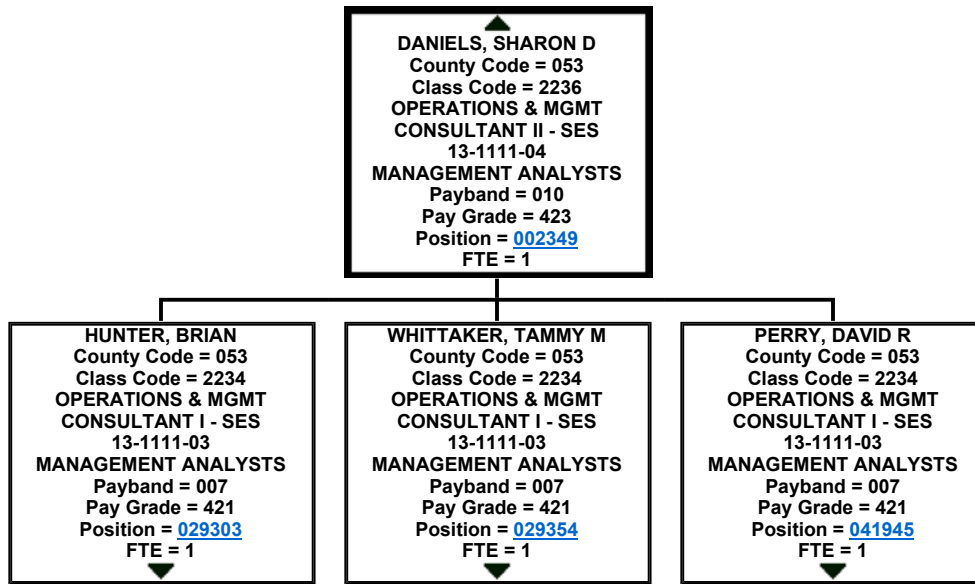 DANIELS, SHARON D
County Code = 053
Class Code = 2236
OPERATIONS & MGMT
CONSULTANT II - SES
13-1111-04
MANAGEMENT ANALYSTS
Payband = 010
Pay Grade = 423
Position = 002349
FTE = 1
HUNTER, BRIAN
County Code = 053
Class Code = 2234
OPERATIONS & MGMT
CONSULTANT I - SES
13-1111-03
MANAGEMENT ANALYSTS
Payband = 007
Pay Grade = 421
Position = 029303
FTE = 1
WHITTAKER, TAMMY M
County Code = 053
Class Code = 2234
OPERATIONS & MGMT
CONSULTANT I - SES
13-1111-03
MANAGEMENT ANALYSTS
Payband = 007
Pay Grade = 421
Position = 029354
FTE = 1
PERRY, DAVID R
County Code = 053
Class Code = 2234
OPERATIONS & MGMT
CONSULTANT I - SES
13-1111-03
MANAGEMENT ANALYSTS
Payband = 007
Pay Grade = 421
Position = 041945
FTE = 1